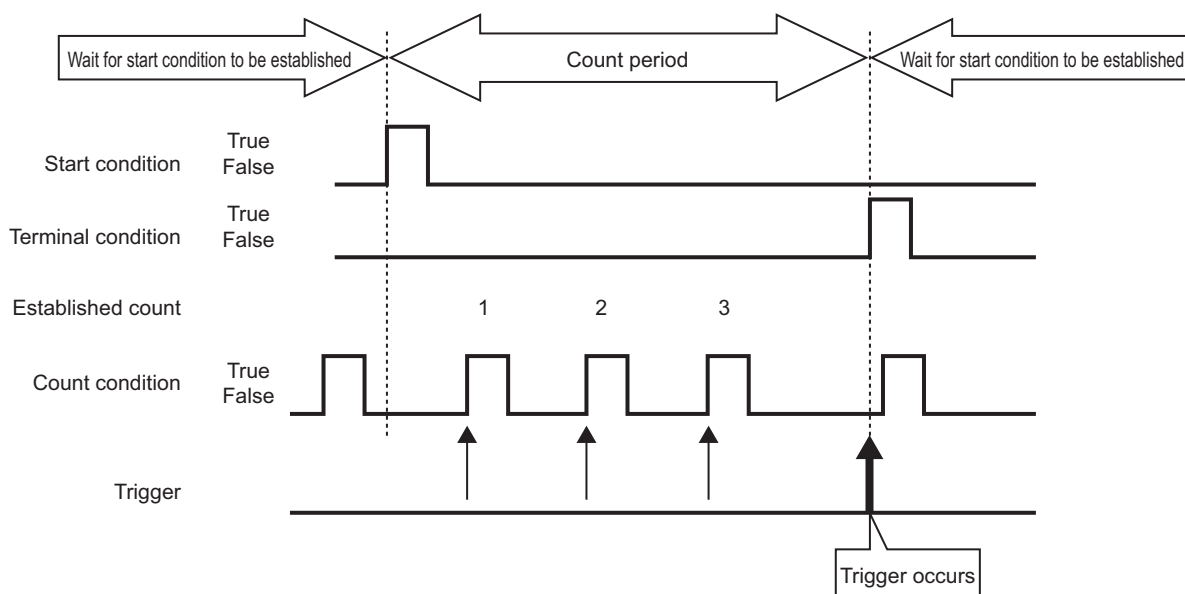 Wait for start condition to be established
Count period
Wait for start condition to be established
Start condition
True
False
Terminal condition
True
False
Established count
1
2
3
Count condition
True
False
Trigger
Trigger occurs